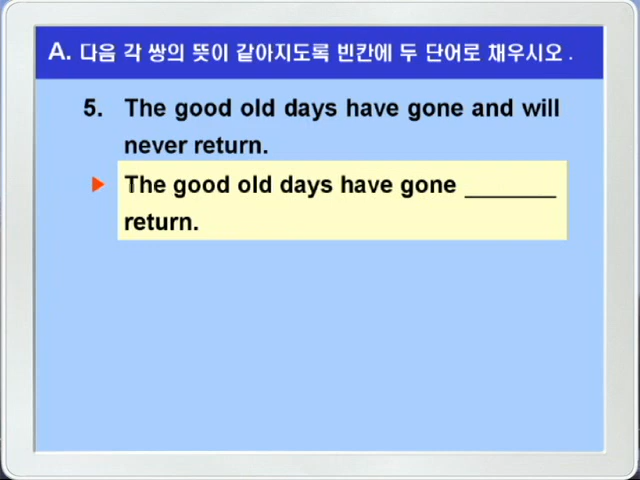 A. 다음 각 쌍의 뜻이 같아지도록 빈칸에 두 단어로 채우시오 .
5. The good old days have gone and will
never return.
The good old days have gone _______
return.